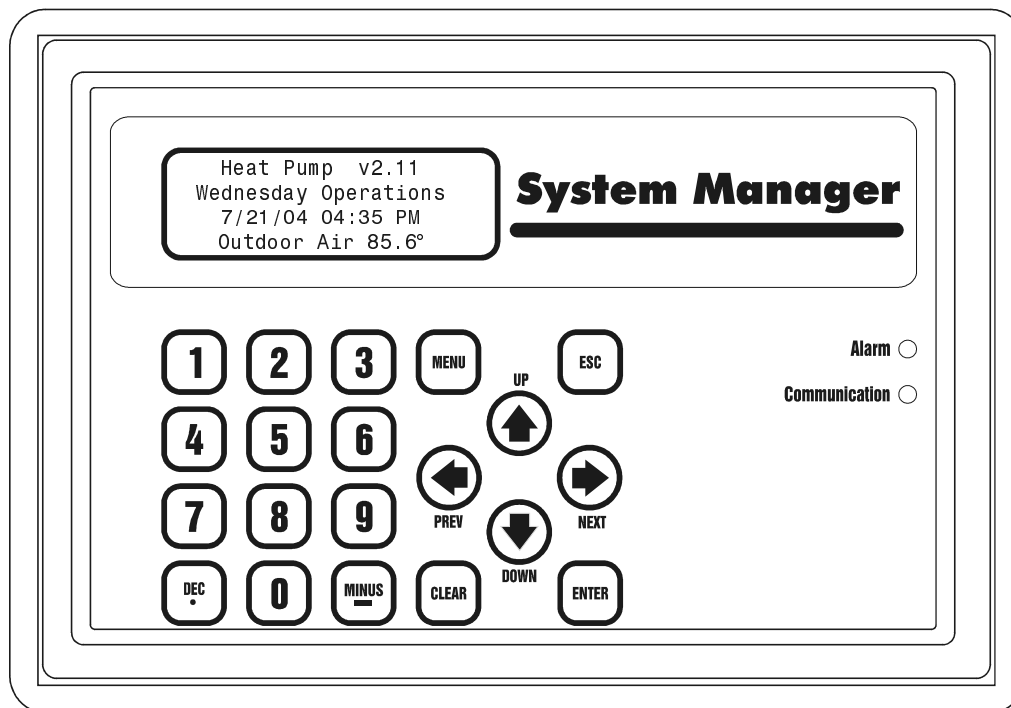 Heat Pump  v2.11
Wednesday Operations
7/21/04 04:35 PM
Outdoor Air 85.6°
System Manager
Alarm
Communication
1 2 3 MENU ESC
UP
4 5 6
PREV NEXT
7 8 9
DOWN
DEC . 0 MINUS CLEAR ENTER